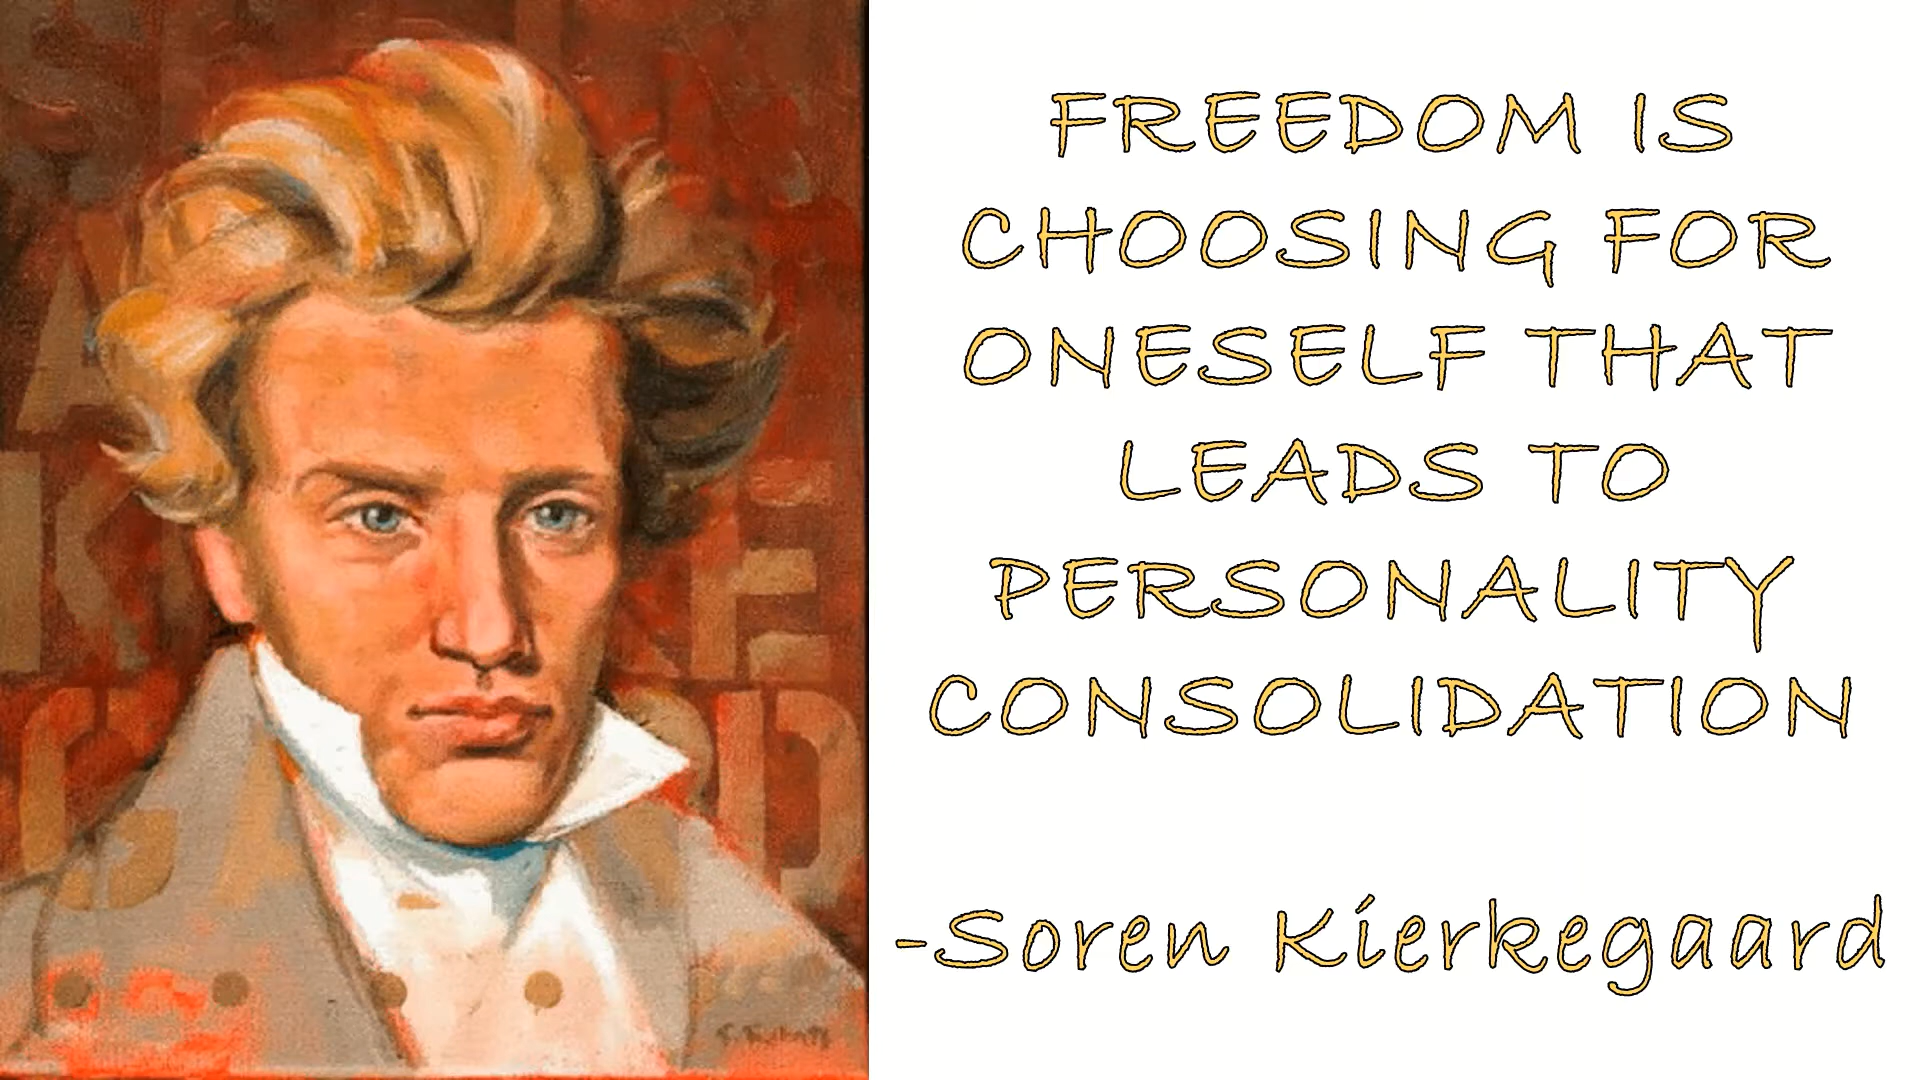 FREEDOM IS
CHOOSING FOR
ONESELF THAT
LEADS TO
PERSONALITY
CONSOLIDATION
-Soren Kierkegaard